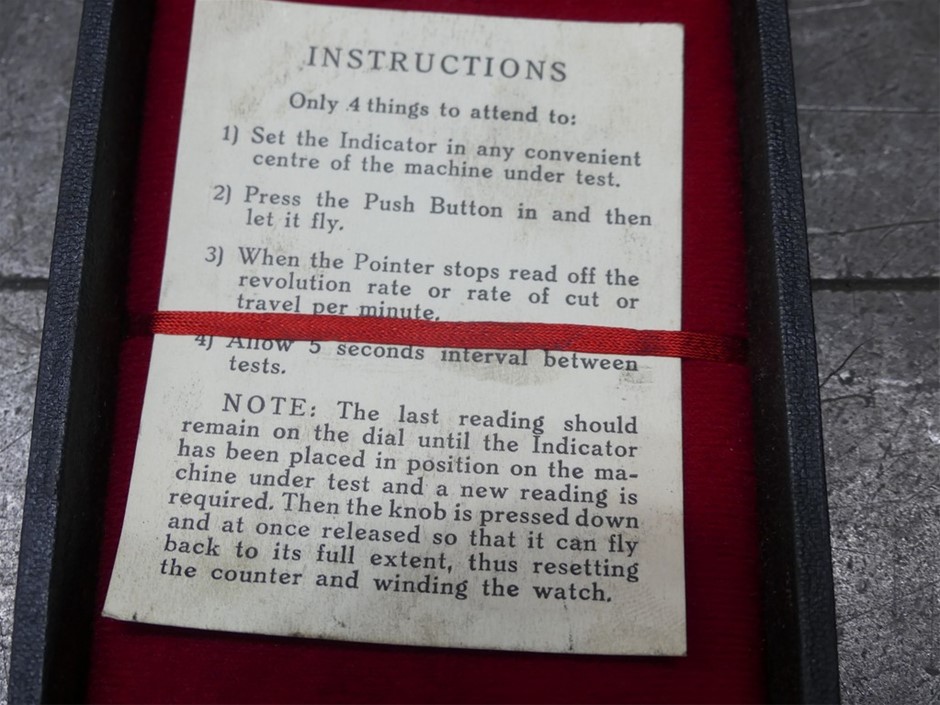 INSTRUCTIONS
Only 4 things to attend to:
1) Set the Indicator in any convenient
centre of the machine under test.
2) Press the Push Button in and then
let it fly.
3) When the Pointer stops read off the
revolution rate or rate of cut or
travel per minute.
4) Allow 5 seconds interval between
tests.
NOTE: The last reading should
remain on the dial until the Indicator
has been placed in position on the ma-
chine under test and a new reading is
required. Then the knob is pressed down
and at once released so that it can fly
back to its full extent, thus resetting
the counter and winding the watch.